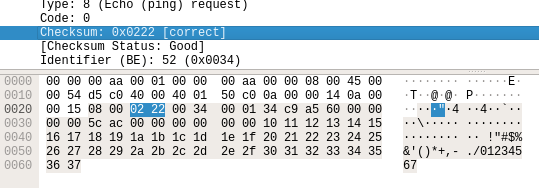 Type: 8 (Echo (ping) request)
Code: 0
Checksum: 0x0222 [correct]
[Checksum Status: Good]
Identifier (BE): 52 (0x0034)
0000 00 00 00 aa 00 01 00 00 00 aa 00 00 08 00 45 00 ········ ······E·
0010 00 54 d5 c0 40 00 40 01 50 c0 0a 00 00 14 0a 00 ·T··@·@· P·······
0020 00 15 08 00 02 22 00 34 00 01 34 c9 a5 60 00 00 ·····"·4 ··4··`··
0030 00 00 5c ac 00 00 00 00 00 00 10 11 12 13 14 15 ··\····· ········
0040 16 17 18 19 1a 1b 1c 1d 1e 1f 20 21 22 23 24 25 ········ ·· !"#$%
0050 26 27 28 29 2a 2b 2c 2d 2e 2f 30 31 32 33 34 35 &'()*+,- ./012345
0060 36 37 67